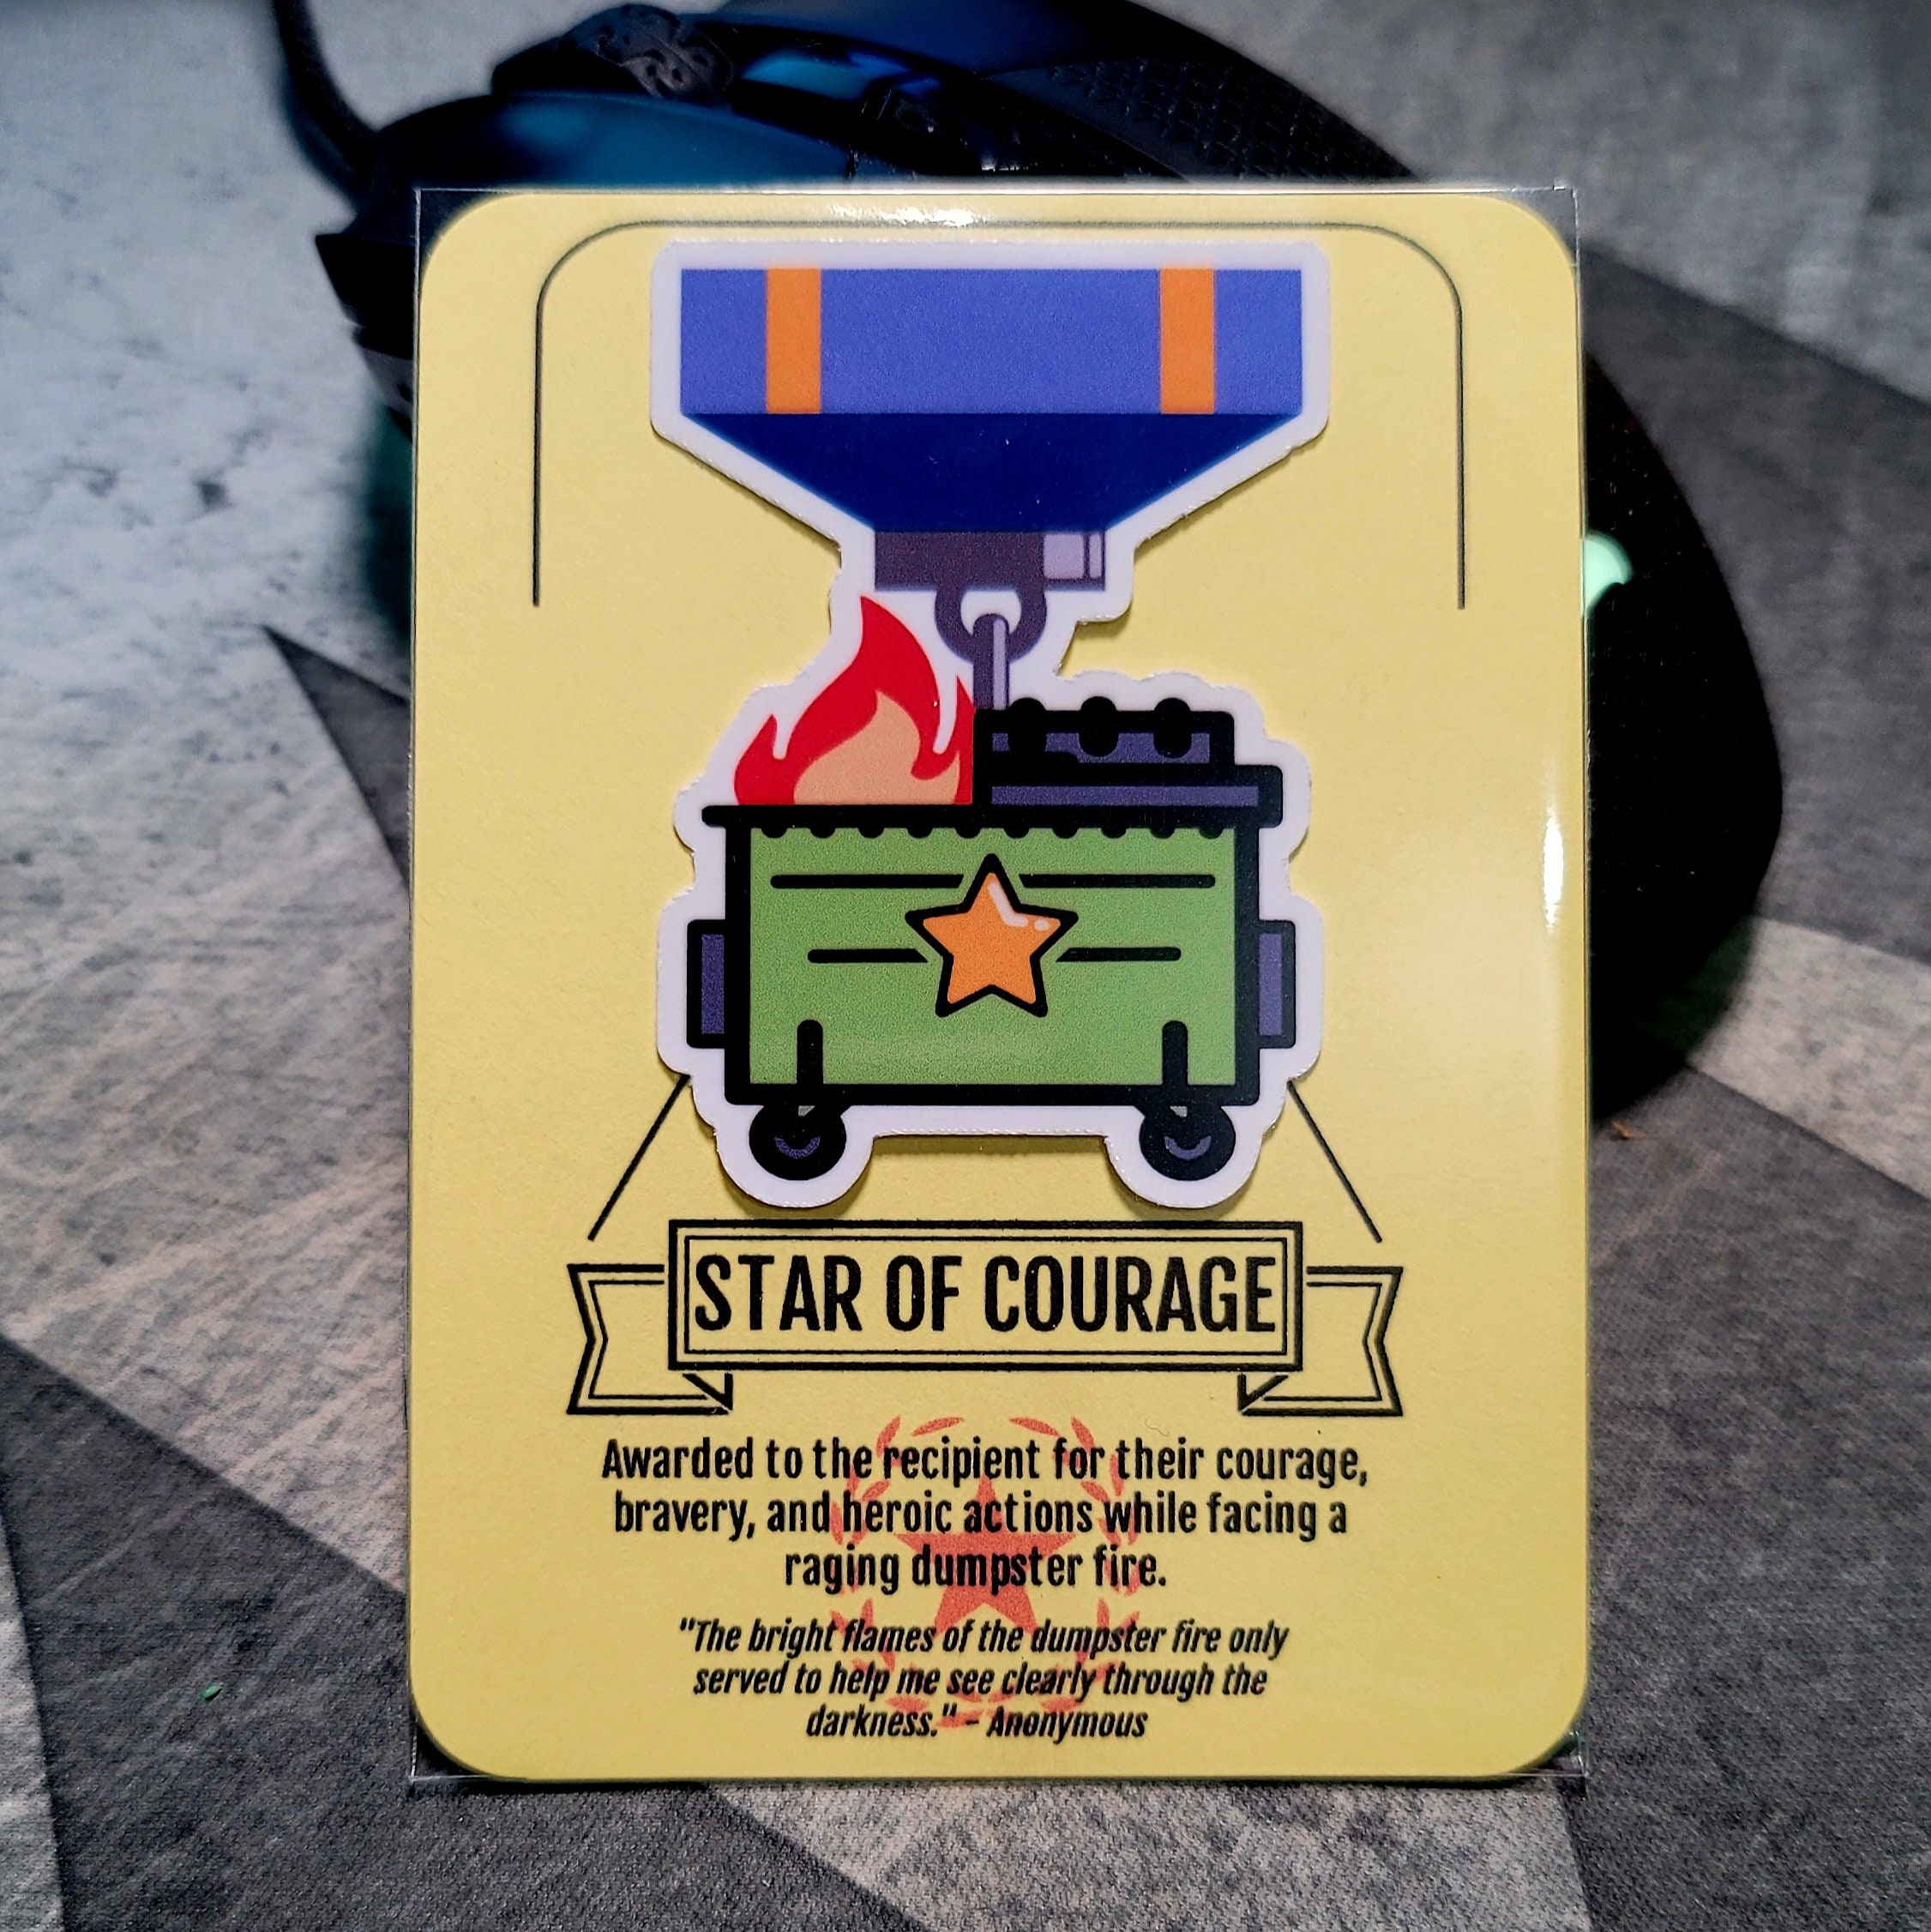 STAR OF COURAGE
Awarded to the recipient for their courage,
bravery, and heroic actions while facing a
raging dumpster fire.
"The bright flames of the dumpster fire only
served to help me see clearly through the
darkness." - Anonymous